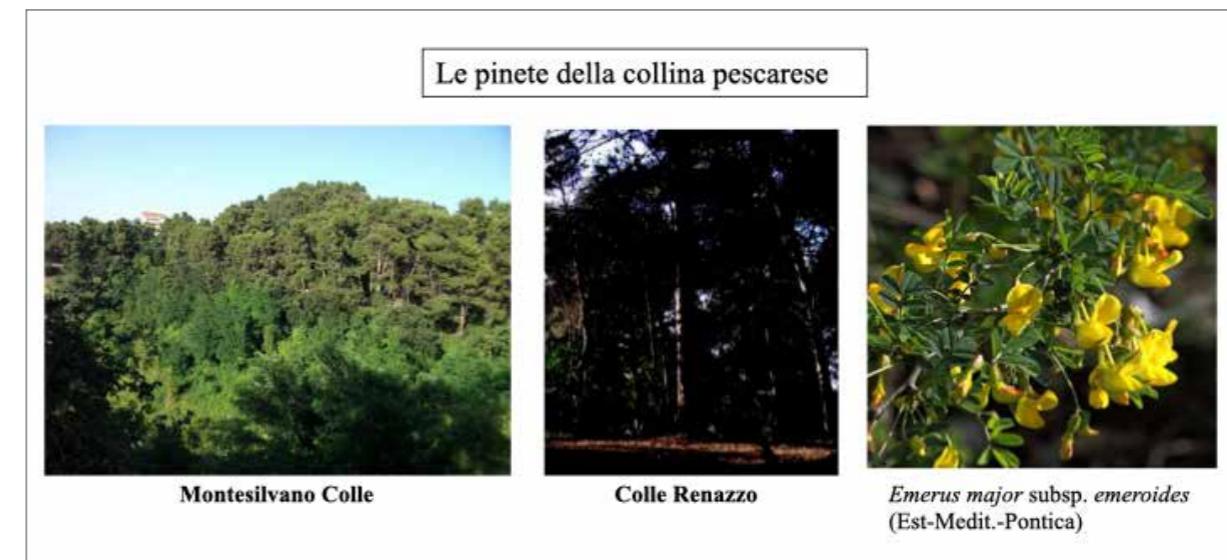 Le pinete della collina pescarese
Montesilvano Colle
Colle Renazzo
Emerus major subsp. emeroides
(Est-Medit.-Pontica)